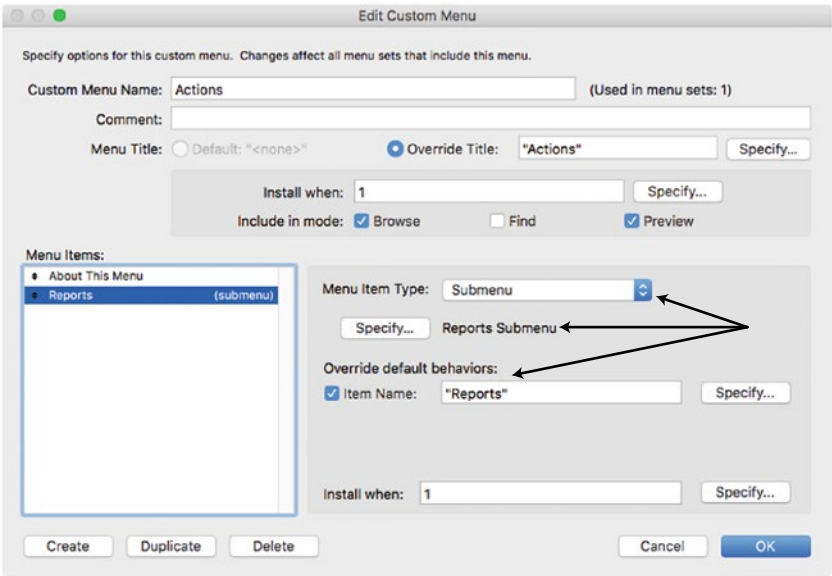 Edit Custom Menu
Specify options for this custom menu.  Changes affect all menu sets that include this menu.
Custom Menu Name: Actions (Used in menu sets: 1)
Comment:
Menu Title: Default: "<none>" Override Title: "Actions" Specify...
Install when: 1 Specify...
Include in mode: Browse Find Preview
Menu Items:
About This Menu
Reports (submenu)
Menu Item Type: Submenu
Specify... Reports Submenu
Override default behaviors:
Item Name: "Reports" Specify...
Install when: 1 Specify...
Create Duplicate Delete Cancel OK